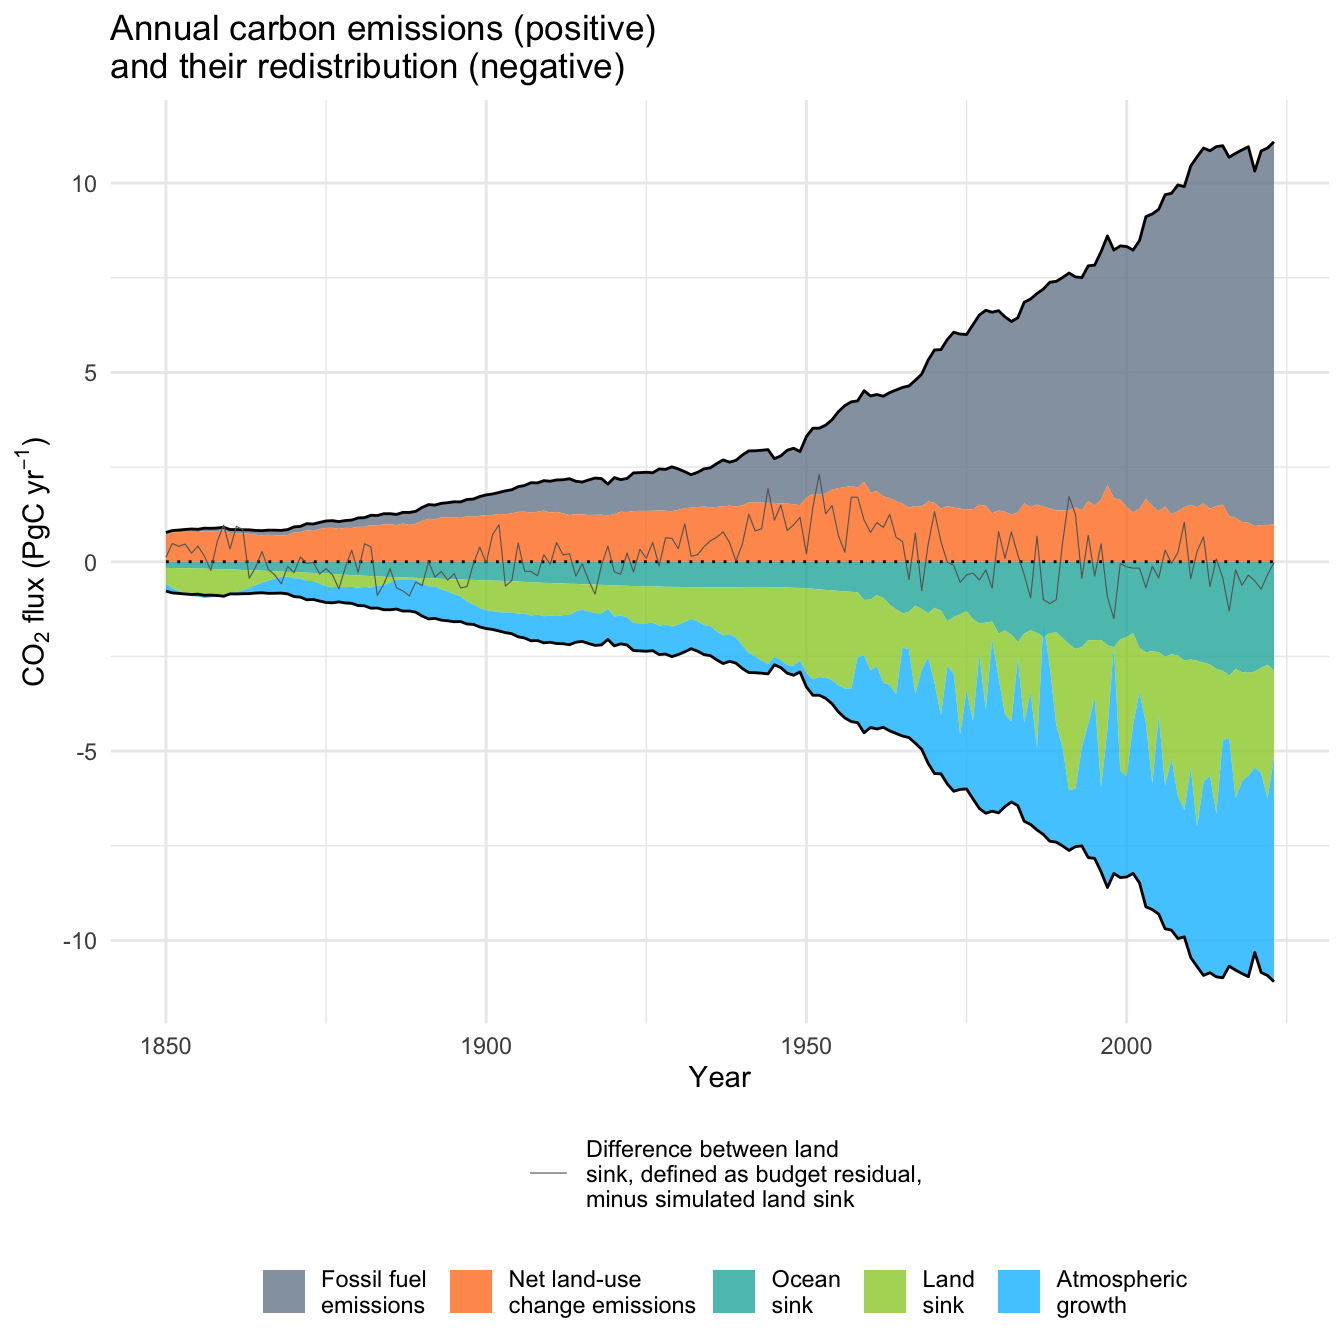 Annual carbon emissions (positive)
and their redistribution (negative)
CO₂ flux (PgC yr⁻¹)
10
5
0
-5
-10
1850
1900
1950
2000
Year
Difference between land
sink, defined as budget residual,
minus simulated land sink
Fossil fuel
emissions
Net land-use
change emissions
Ocean
sink
Land
sink
Atmospheric
growth